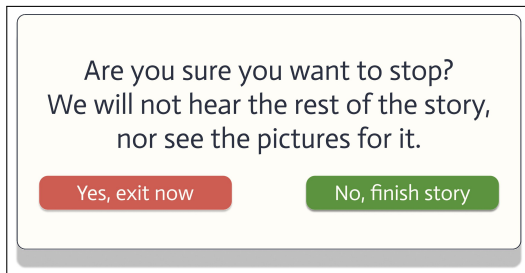 Are you sure you want to stop?
We will not hear the rest of the story,
nor see the pictures for it.
Yes, exit now
No, finish story